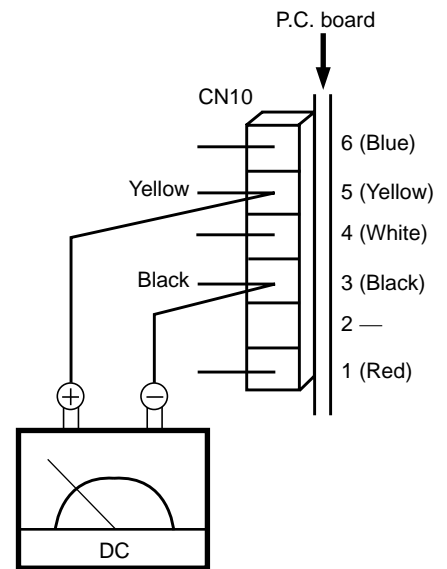 P.C. board
CN10
6 (Blue)
Yellow
5 (Yellow)
4 (White)
Black
3 (Black)
2 —
1 (Red)
+
−
DC